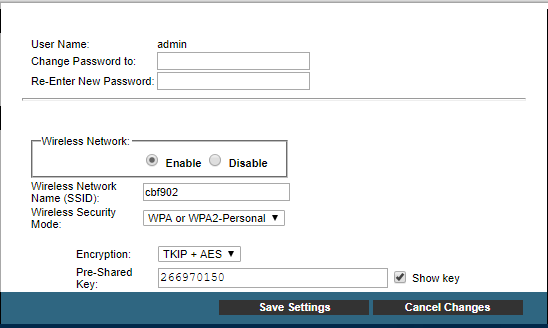 User Name: admin
Change Password to:
Re-Enter New Password:
Wireless Network:
Enable Disable
Wireless Network
Name (SSID): cbf902
Wireless Security
Mode: WPA or WPA2-Personal
Encryption: TKIP + AES
Pre-Shared
Key: 266970150 Show key
Save Settings Cancel Changes